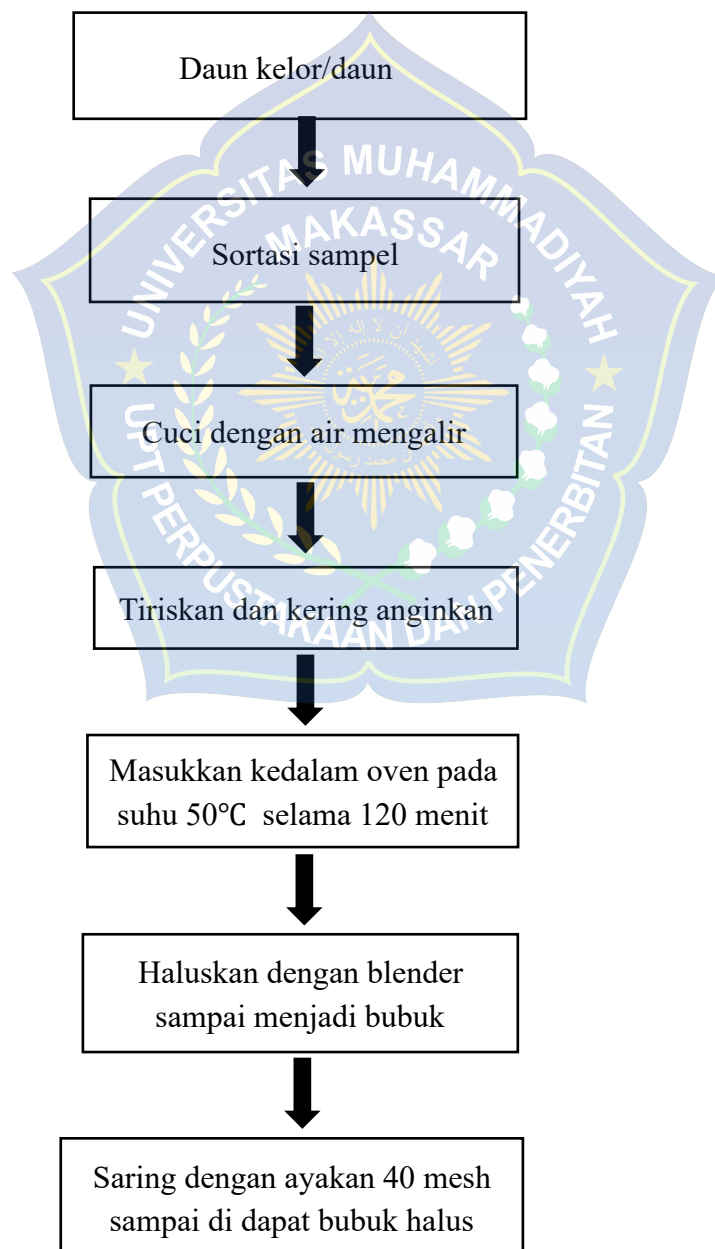 Daun kelor/daun
UNIVERSITAS MUHAMMADIYAH
MAKASSAR
Sortasi sampel
Cuci dengan air mengalir
UPT PERPUSTAKAAN DAN PENERBITAN
Tiriskan dan kering anginkan
Masukkan kedalam oven pada
suhu 50℃ selama 120 menit
Haluskan dengan blender
sampai menjadi bubuk
Saring dengan ayakan 40 mesh
sampai di dapat bubuk halus